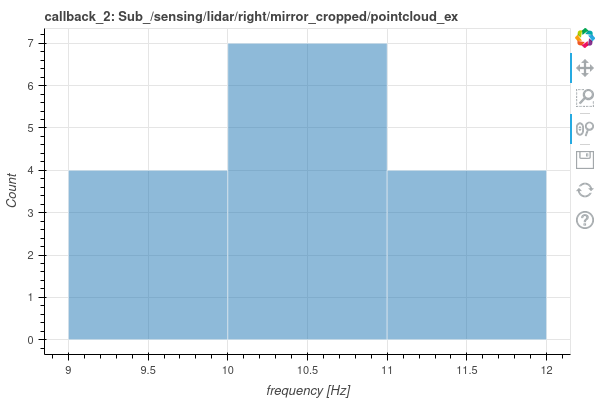 callback_2: Sub_/sensing/lidar/right/mirror_cropped/pointcloud_ex
7
6
5
4
3
2
1
0
Count
9 9.5 10 10.5 11 11.5 12
frequency [Hz]